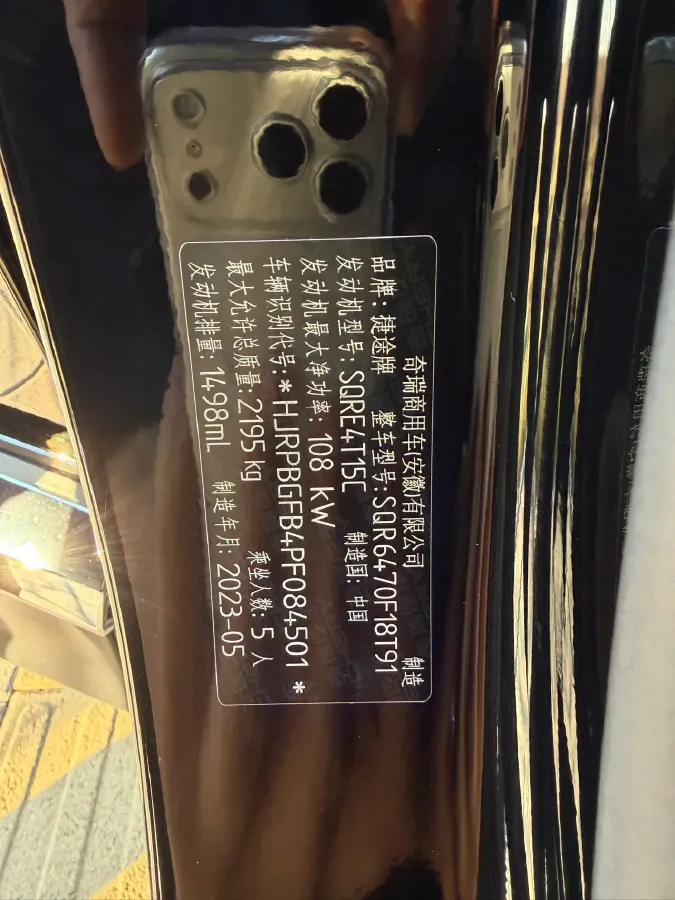 奇瑞商用车(安徽)有限公司 制造
品牌:捷途牌 整车型号:SQR6470F18T91
发动机型号:SQRE4T15C 制造国:中国
发动机最大净功率:108 kW
车辆识别代号:*HJRPBGFB4PF084501*
最大允许总质量:2195 kg 乘坐人数:5 人
发动机排量:1498mL 制造年月:2023-05